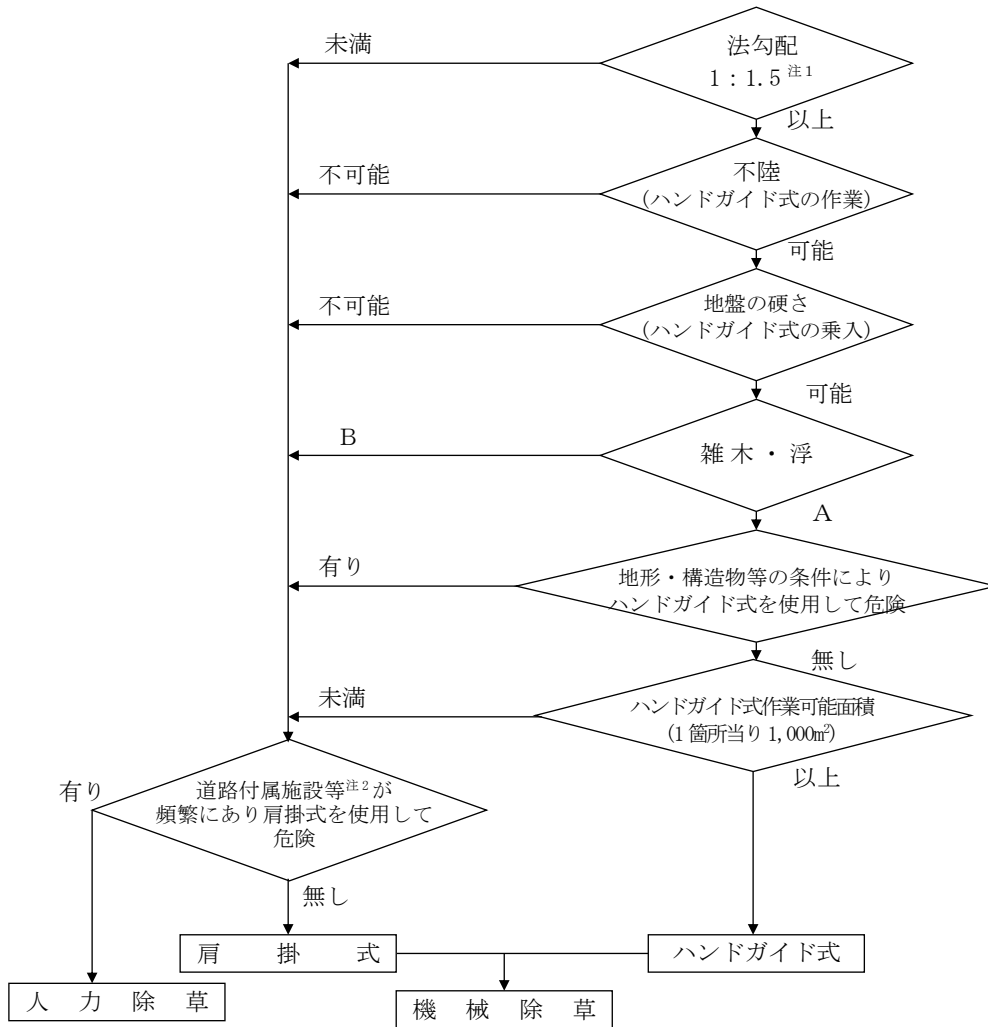 未満
法勾配
1：1.5 注1
以上
不可能
不陸
(ハンドガイド式の作業)
可能
不可能
地盤の硬さ
(ハンドガイド式の乗入)
可能
B
雑 木 ・ 浮
A
有り
地形・構造物等の条件により
ハンドガイド式を使用して危険
無し
未満
ハンドガイド式作業可能面積
(1箇所当り 1,000m²)
以上
有り
道路付属施設等注2が
頻繁にあり肩掛式を使用して
危険
無し
肩 掛 式
ハンドガイド式
人 力 除 草
機 械 除 草